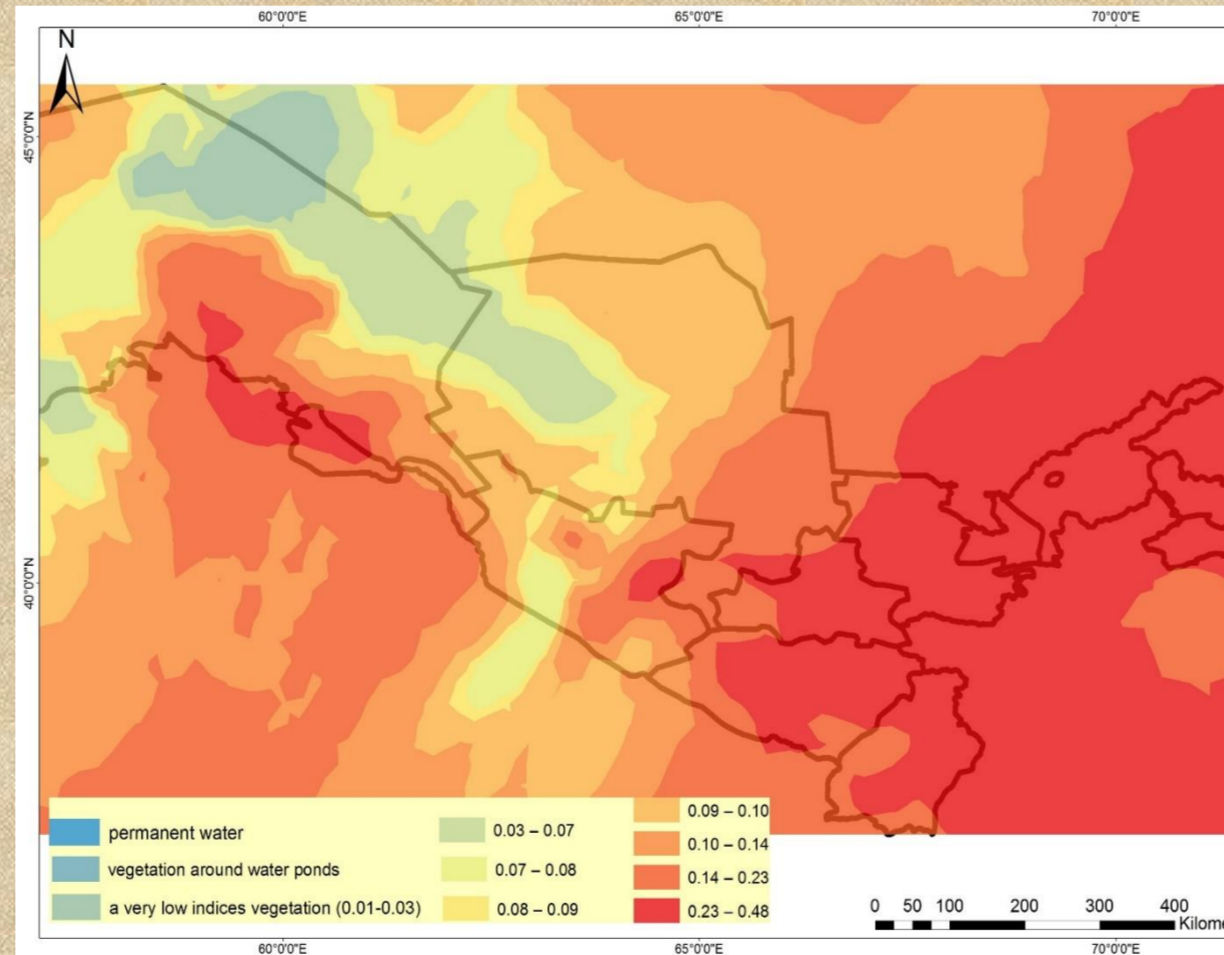 60°0'0"E 65°0'0"E 70°0'0"E
N
45°0'0"N
40°0'0"N
permanent water
vegetation around water ponds
a very low indices vegetation (0.01-0.03)
0.03 – 0.07
0.07 – 0.08
0.08 – 0.09
0.09 – 0.10
0.10 – 0.14
0.14 – 0.23
0.23 – 0.48
0 50 100 200 300 400
Kilome
60°0'0"E 65°0'0"E 70°0'0"E